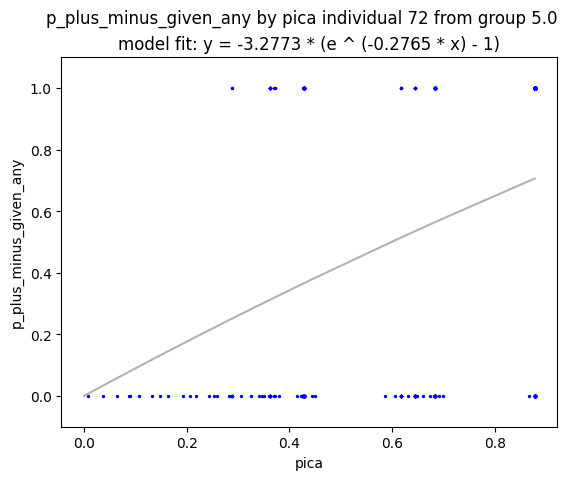 p_plus_minus_given_any by pica individual 72 from group 5.0
model fit: y = -3.2773 * (e ^ (-0.2765 * x) - 1)
1.0
0.8
0.6
0.4
0.2
0.0
p_plus_minus_given_any
0.0 0.2 0.4 0.6 0.8
pica